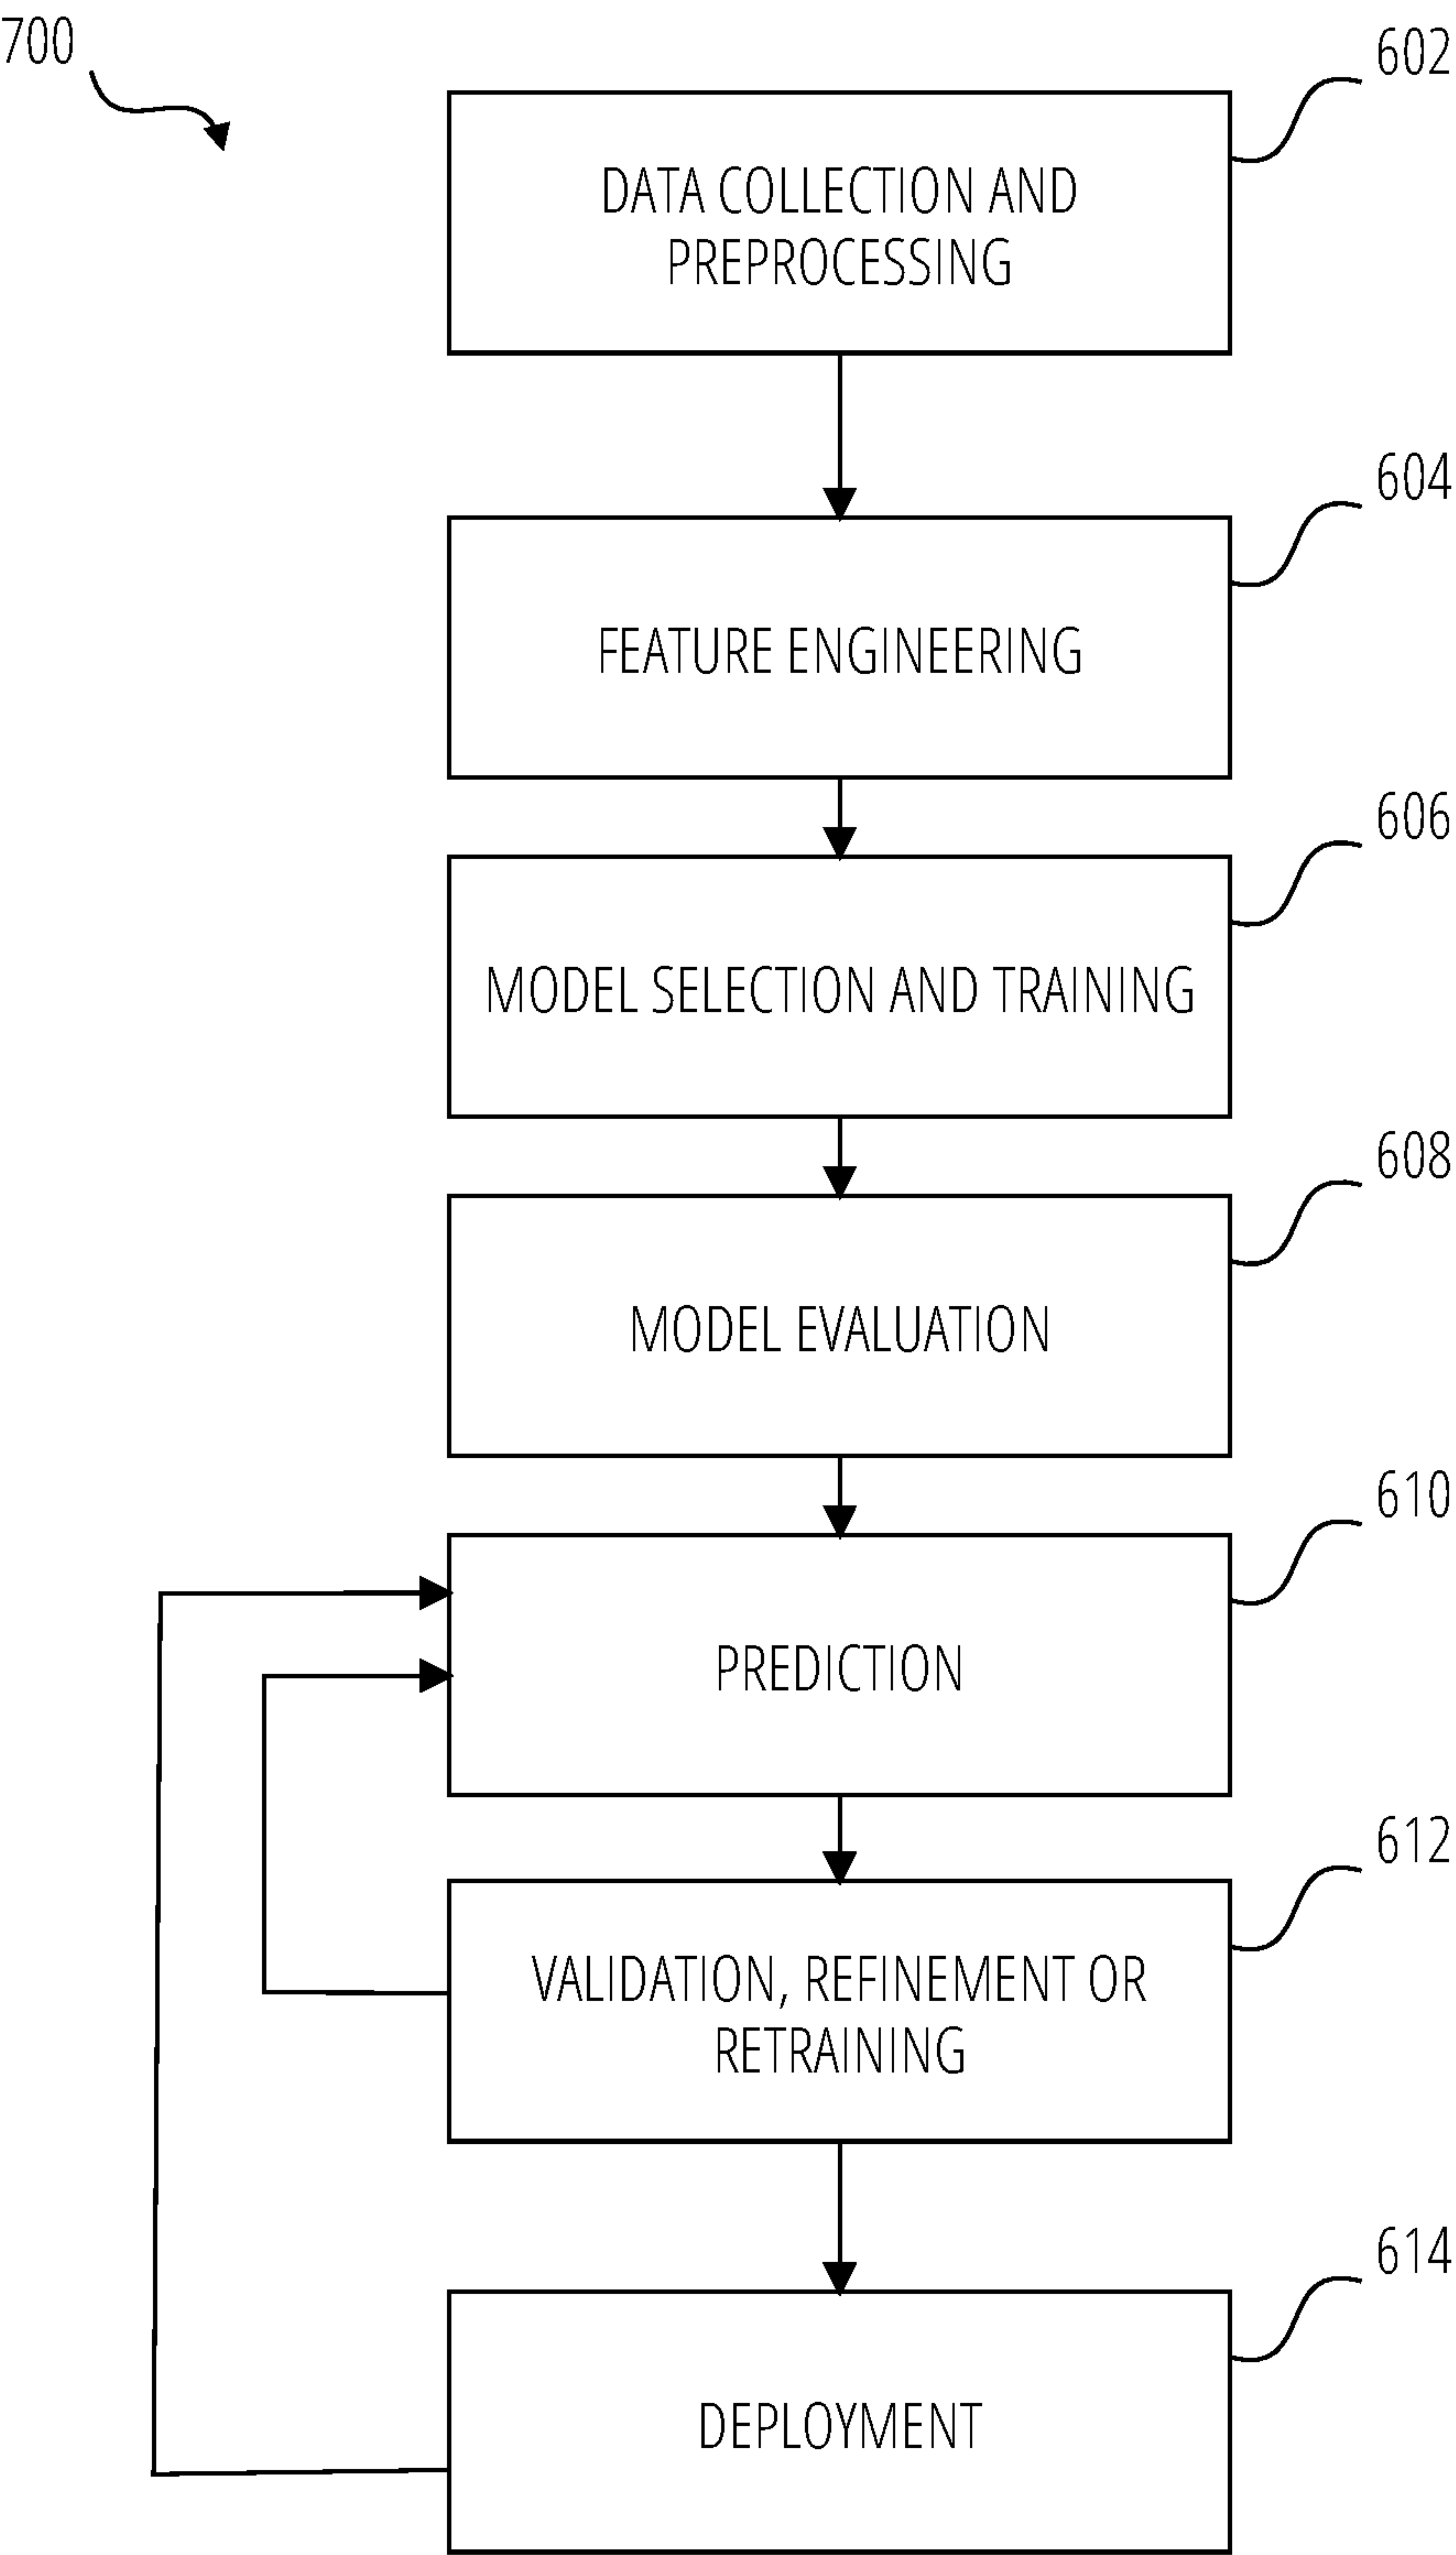 700
602
DATA COLLECTION AND
PREPROCESSING
604
FEATURE ENGINEERING
606
MODEL SELECTION AND TRAINING
608
MODEL EVALUATION
610
PREDICTION
612
VALIDATION, REFINEMENT OR
RETRAINING
614
DEPLOYMENT